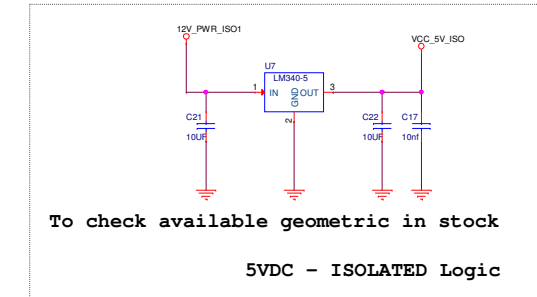 12V_PWR_ISO1
VCC_5V_ISO
U7
LM340-5
1
IN
GND
OUT
3
2
C21
10UF
C22
10UF
C17
10nf
To check available geometric in stock
5VDC - ISOLATED Logic